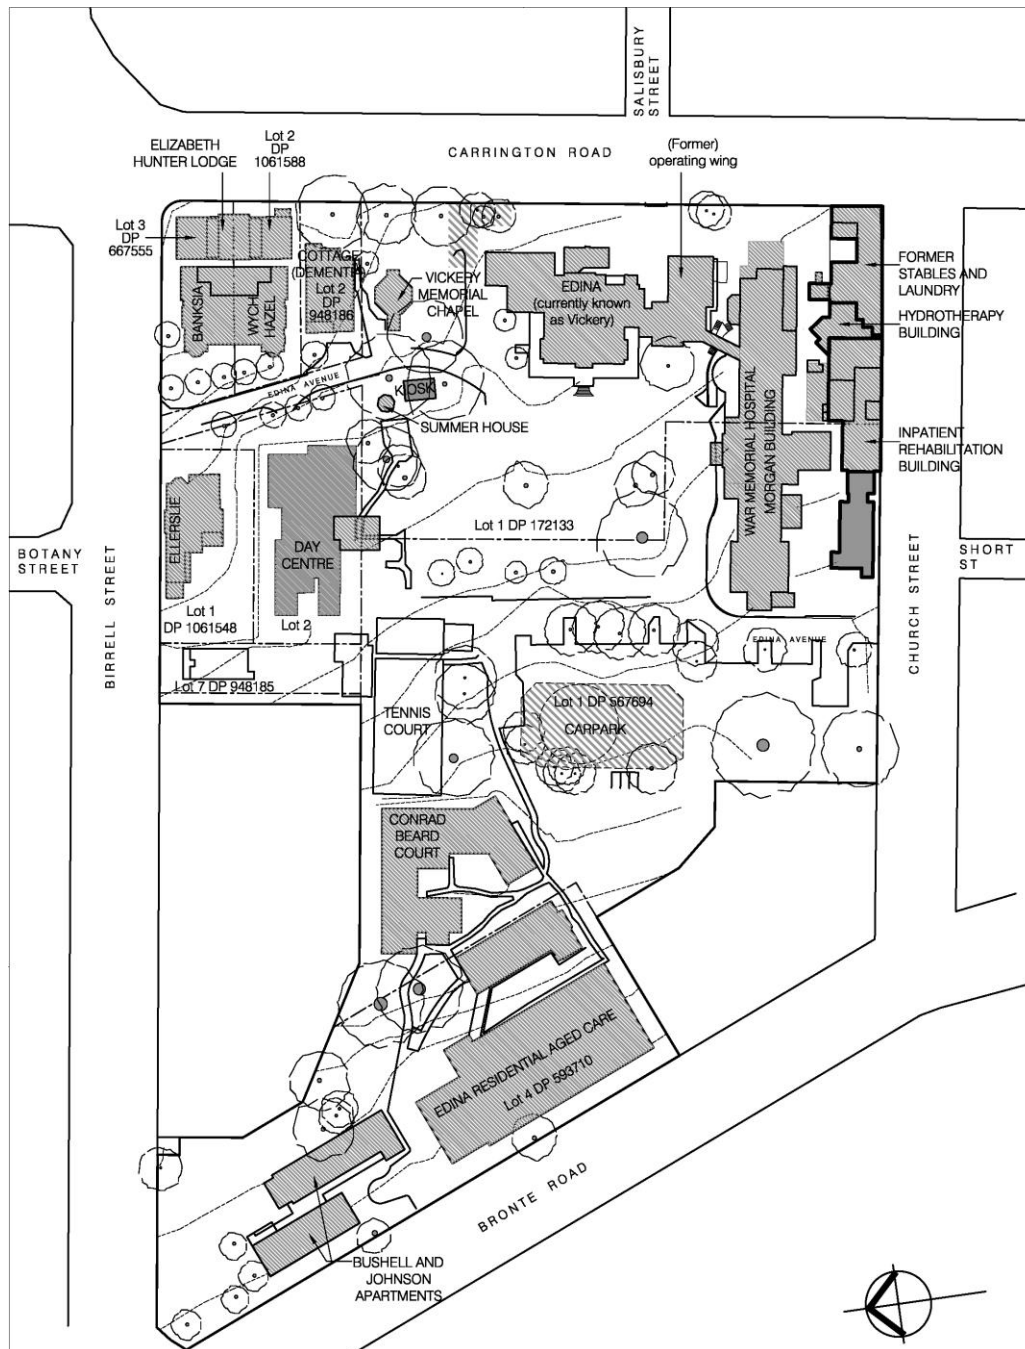 SALISBURY
STREET
CARRINGTON ROAD
ELIZABETH
HUNTER LODGE
Lot 2
DP
1061588
(Former)
operating wing
Lot 3
DP
667555
COTTAGE
(DEMENTIA)
Lot 2
DP
948186
VICKERY
MEMORIAL
CHAPEL
EDINA
(currently known
as Vickery)
FORMER
STABLES AND
LAUNDRY
HYDROTHERAPY
BUILDING
BANKSIA
WYCH
HAZEL
EDINA AVENUE
KIOSK
SUMMER HOUSE
WAR MEMORIAL HOSPITAL
MORGAN BUILDING
INPATIENT
REHABILITATION
BUILDING
ELLERSLIE
DAY
CENTRE
Lot 1 DP 172133
BOTANY
STREET
BIRRELL STREET
SHORT
ST
CHURCH STREET
Lot 1
DP 1061548
Lot 2
EDINA AVENUE
Lot 7 DP 948185
TENNIS
COURT
Lot 1 DP 567694
CARPARK
CONRAD
BEARD
COURT
EDINA RESIDENTIAL AGED CARE
Lot 4 DP 593710
BRONTE ROAD
BUSHELL AND
JOHNSON
APARTMENTS